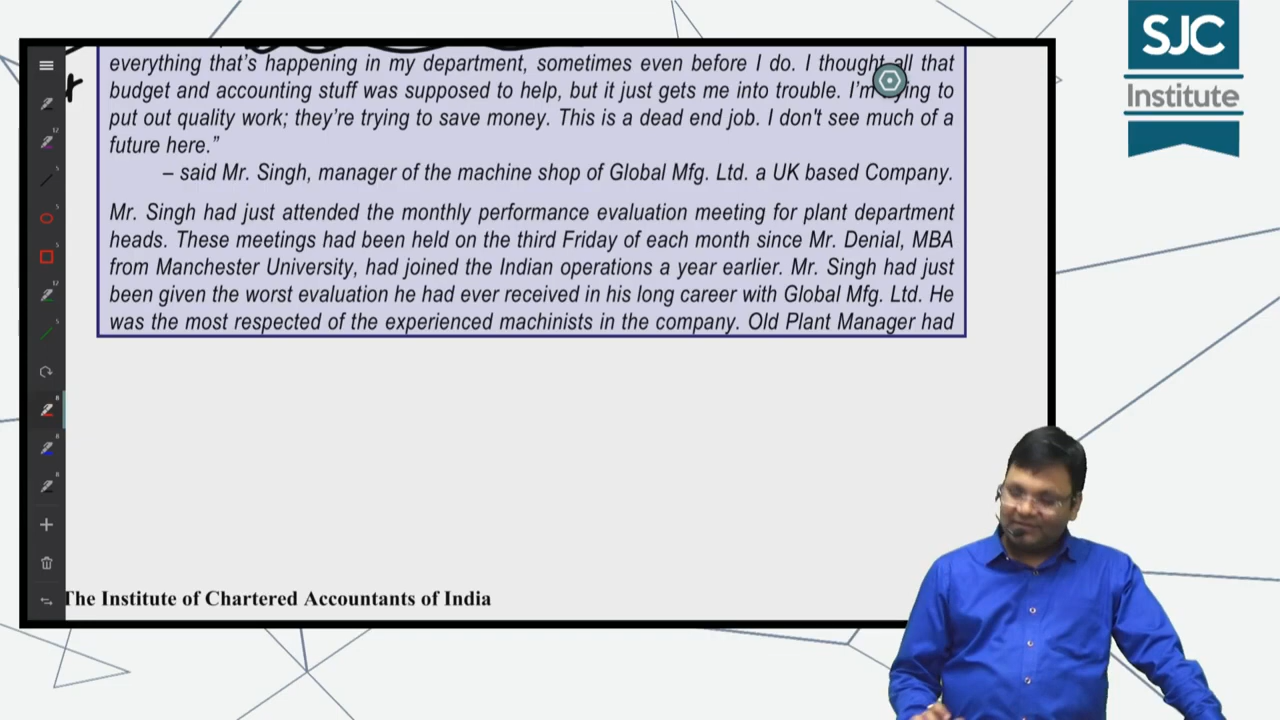 SJC
Institute
everything that's happening in my department, sometimes even before I do. I thought all that
budget and accounting stuff was supposed to help, but it just gets me into trouble. I'm trying to
put out quality work; they're trying to save money. This is a dead end job. I don't see much of a
future here."
– said Mr. Singh, manager of the machine shop of Global Mfg. Ltd. a UK based Company.
Mr. Singh had just attended the monthly performance evaluation meeting for plant department
heads. These meetings had been held on the third Friday of each month since Mr. Denial, MBA
from Manchester University, had joined the Indian operations a year earlier. Mr. Singh had just
been given the worst evaluation he had ever received in his long career with Global Mfg. Ltd. He
was the most respected of the experienced machinists in the company. Old Plant Manager had
The Institute of Chartered Accountants of India